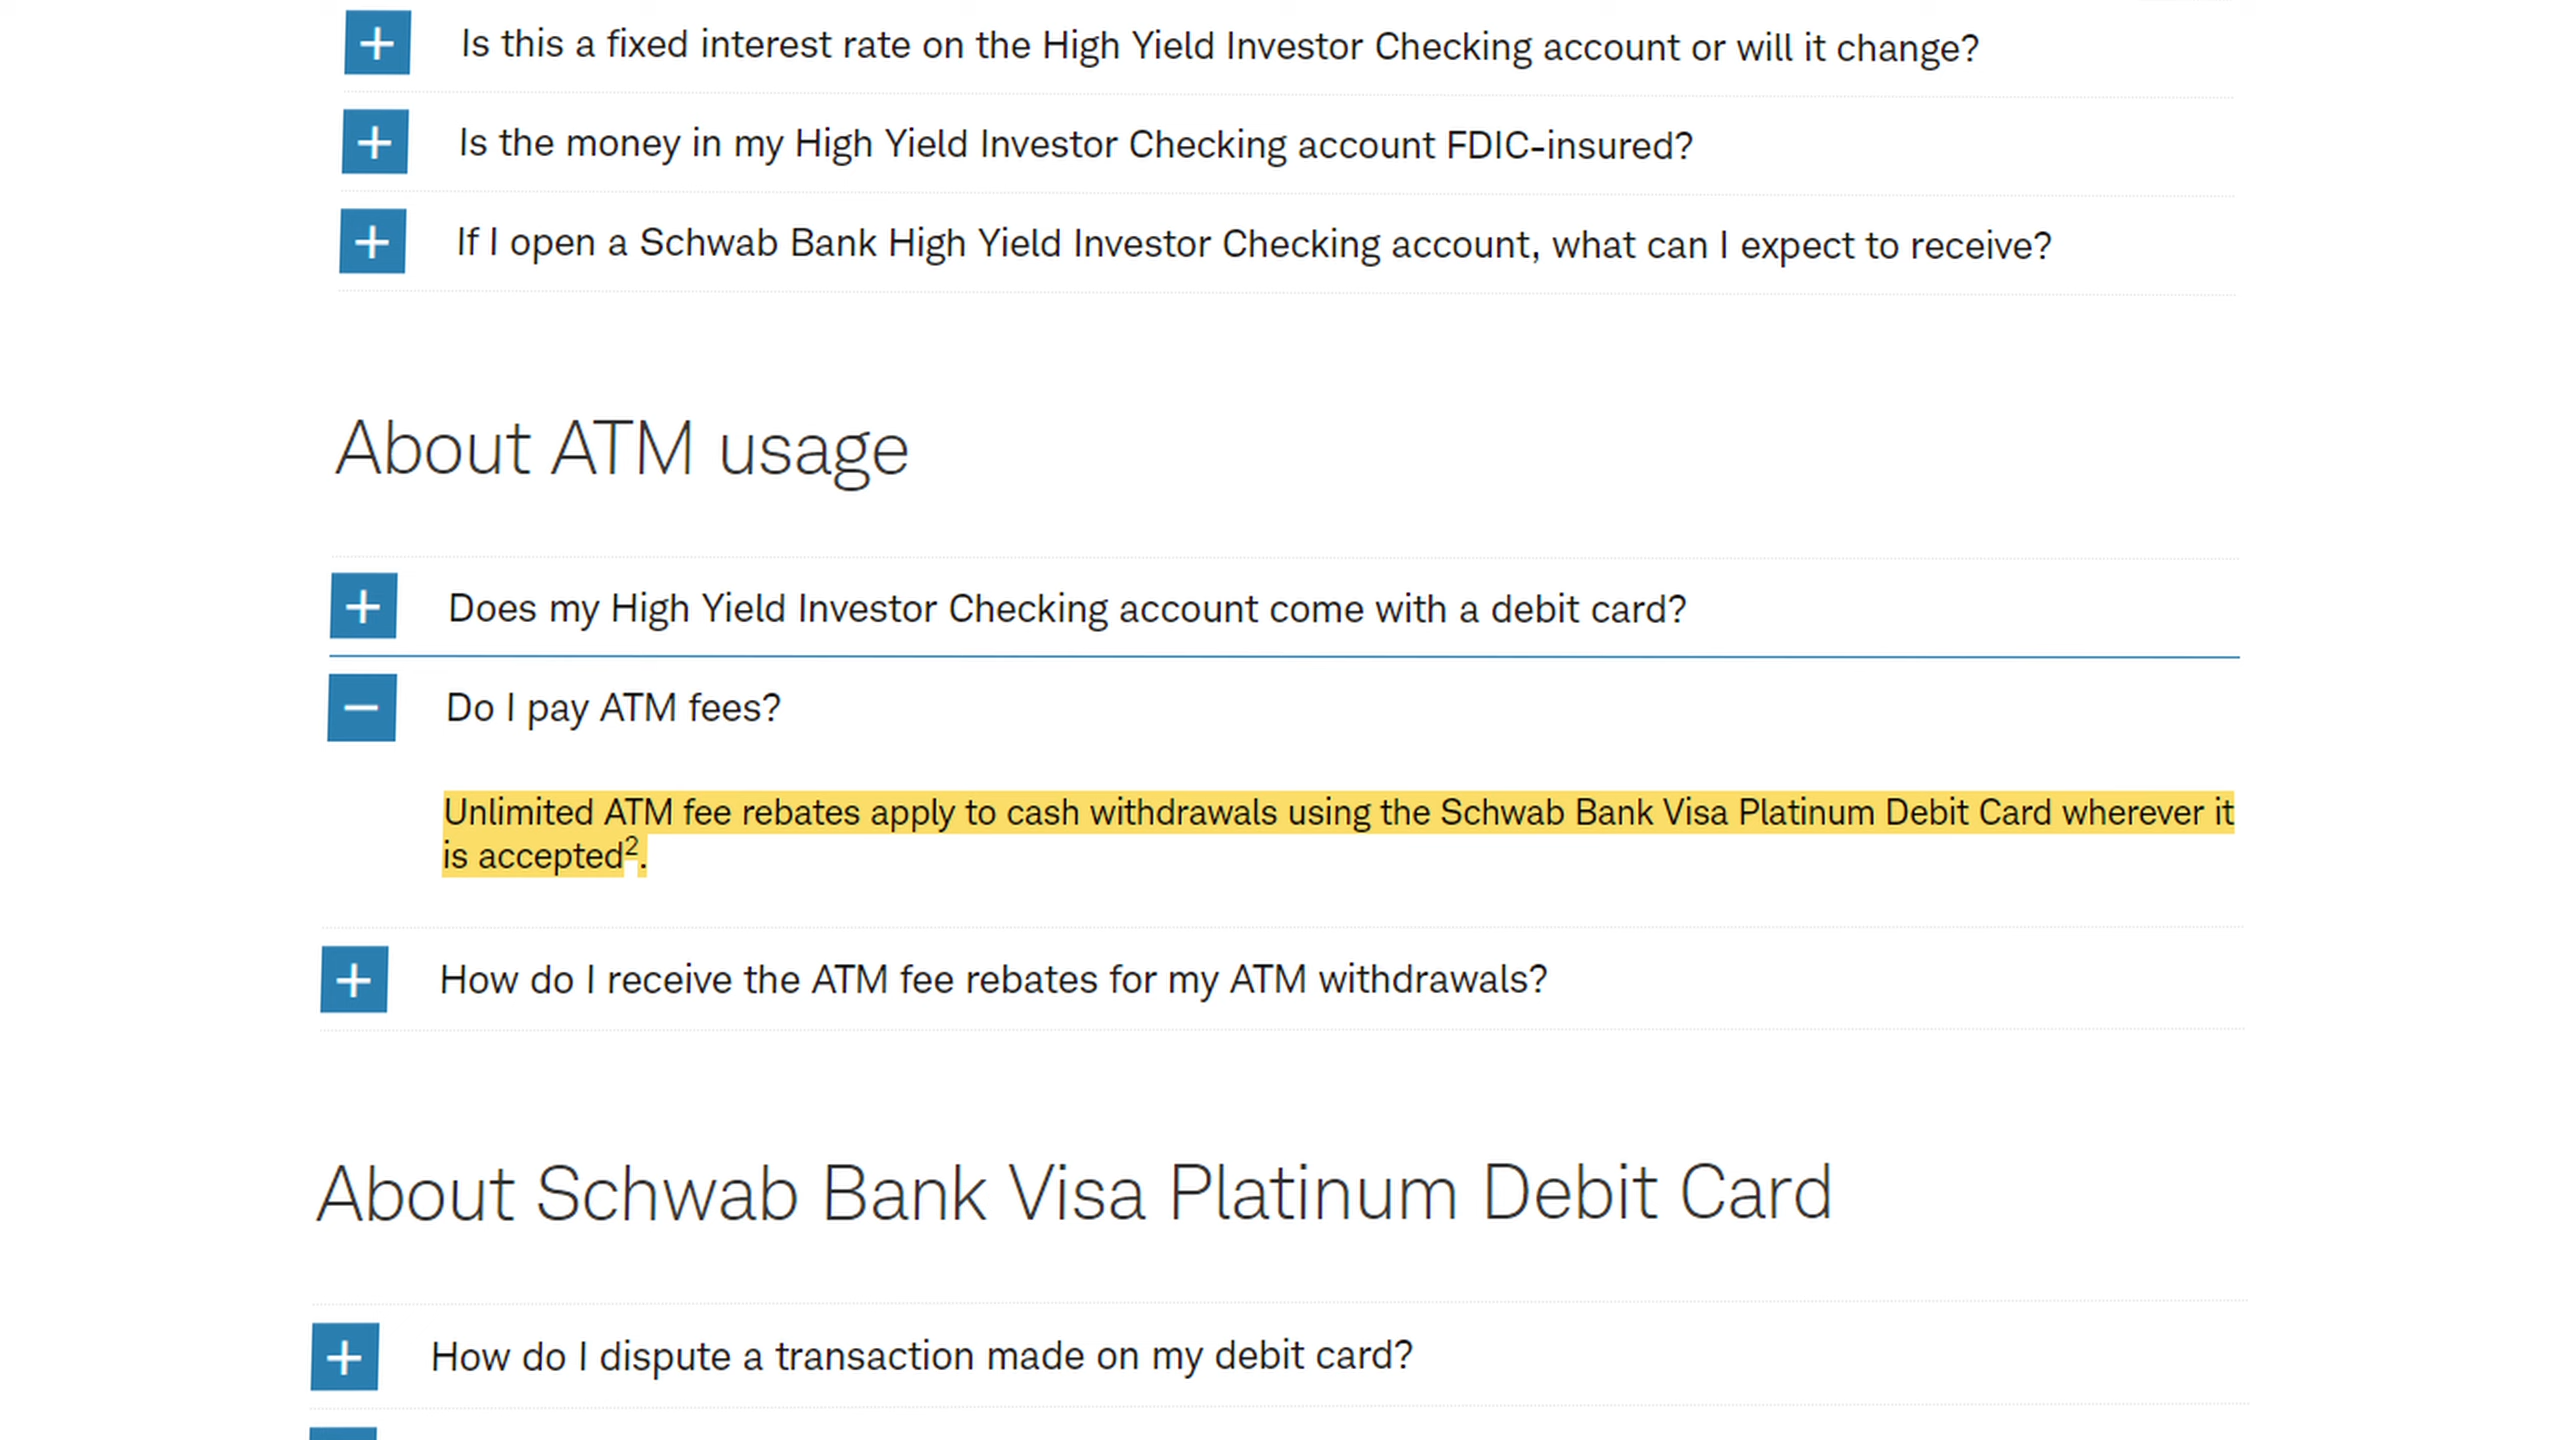 Is this a fixed interest rate on the High Yield Investor Checking account or will it change?
Is the money in my High Yield Investor Checking account FDIC-insured?
If I open a Schwab Bank High Yield Investor Checking account, what can I expect to receive?
About ATM usage
Does my High Yield Investor Checking account come with a debit card?
Do I pay ATM fees?
Unlimited ATM fee rebates apply to cash withdrawals using the Schwab Bank Visa Platinum Debit Card wherever it
is accepted².
How do I receive the ATM fee rebates for my ATM withdrawals?
About Schwab Bank Visa Platinum Debit Card
How do I dispute a transaction made on my debit card?